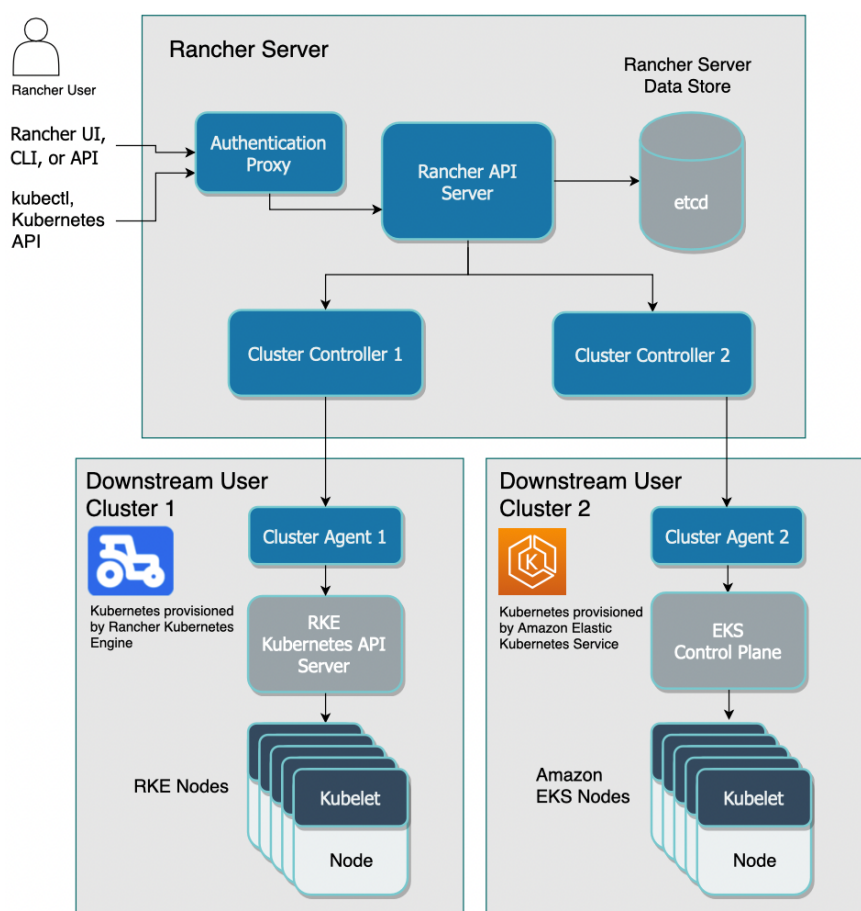 Rancher Server
Rancher User
Rancher Server
Data Store
Rancher UI,
CLI, or API
kubectl,
Kubernetes
API
Authentication
Proxy
Rancher API
Server
etcd
Cluster Controller 1
Cluster Controller 2
Downstream User
Cluster 1
Kubernetes provisioned
by Rancher Kubernetes
Engine
Cluster Agent 1
RKE
Kubernetes API
Server
RKE Nodes
Kubelet
Node
Downstream User
Cluster 2
K
Kubernetes provisioned
by Amazon Elastic
Kubernetes Service
Cluster Agent 2
EKS
Control Plane
Amazon
EKS Nodes
Kubelet
Node